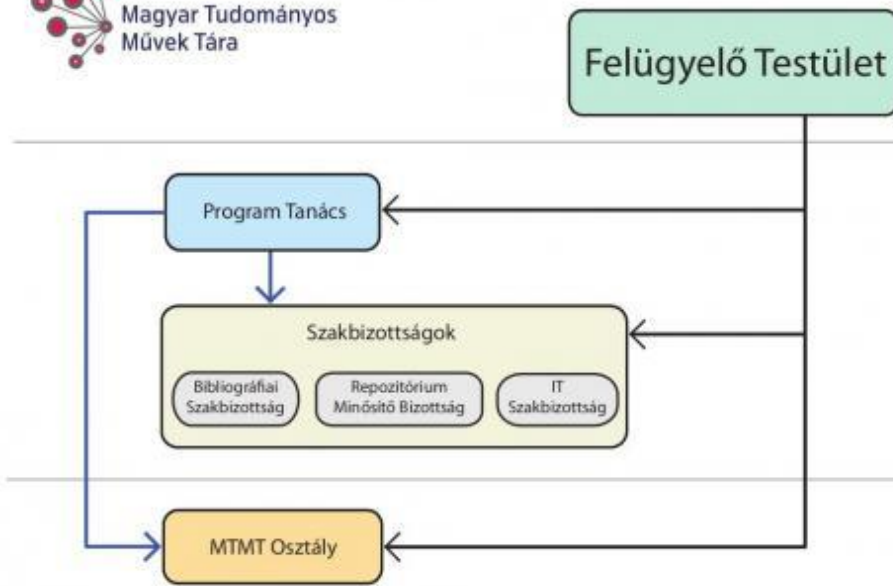 Magyar Tudományos
Művek Tára
Felügyelő Testület
Program Tanács
Szakbizottságok
Bibliográfiai
Szakbizottság
Repozitórium
Minősítő Bizottság
IT
Szakbizottság
MTMT Osztály